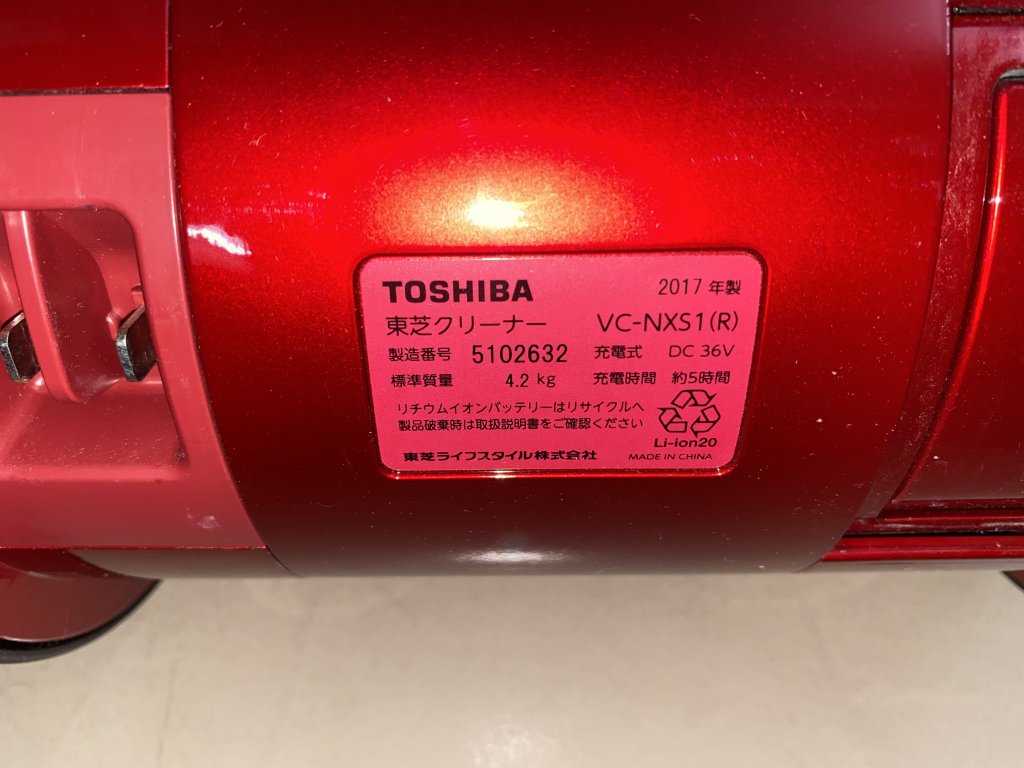 TOSHIBA 2017 年製
東芝クリーナー VC-NXS1(R)
製造番号 5102632 充電式 DC 36V
標準質量 4.2 kg 充電時間 約5時間
リチウムイオンバッテリーはリサイクルへ
製品破棄時は取扱説明書をご確認ください
Li-ion20
東芝ライフスタイル株式会社 MADE IN CHINA